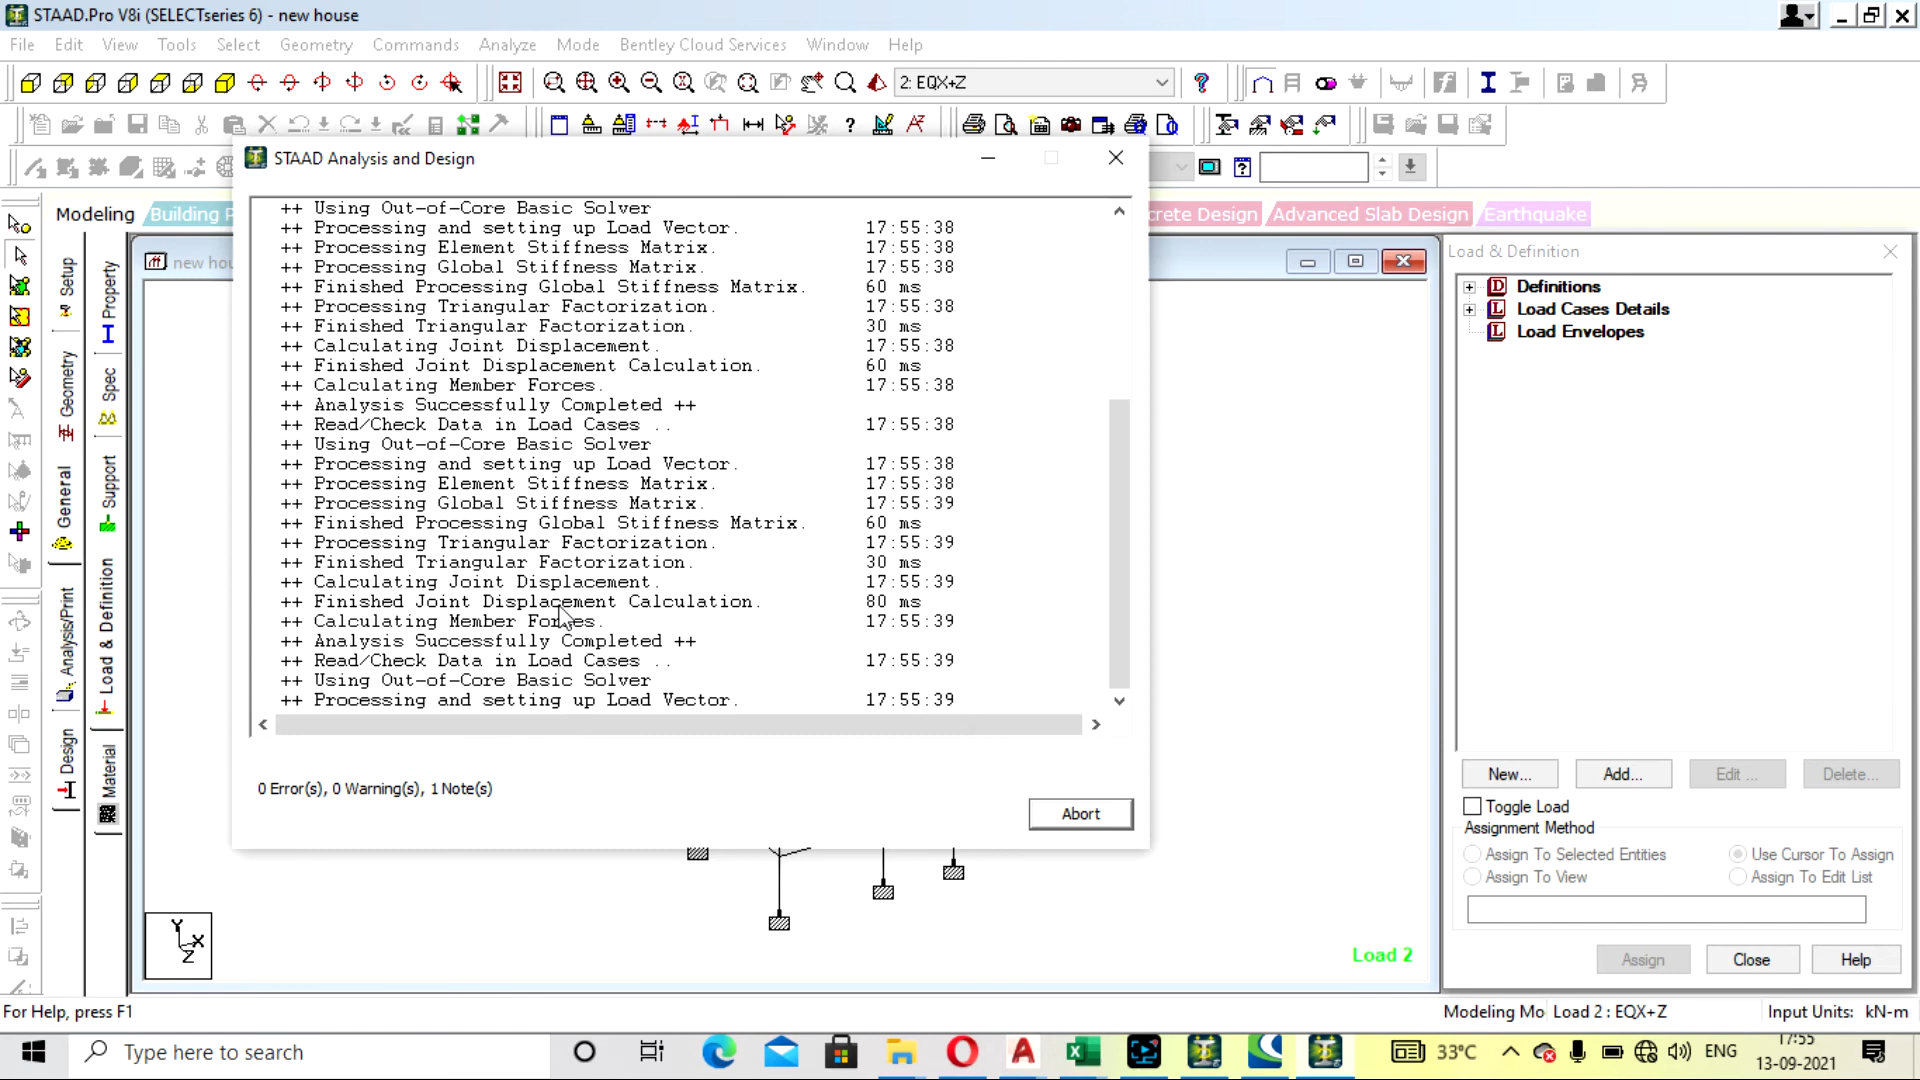 STAAD.Pro V8i (SELECTseries 6) - new house
File Edit View Tools Select Geometry Commands Analyze Mode Bentley Cloud Services Window Help
2: EQX+Z
STAAD Analysis and Design
Modeling
Building P
crete Design
Advanced Slab Design
Earthquake
++ Using Out-of-Core Basic Solver
++ Processing and setting up Load Vector. 17:55:38
++ Processing Element Stiffness Matrix. 17:55:38
++ Processing Global Stiffness Matrix. 17:55:38
++ Finished Processing Global Stiffness Matrix. 60 ms
++ Processing Triangular Factorization. 17:55:38
++ Finished Triangular Factorization. 30 ms
++ Calculating Joint Displacement. 17:55:38
++ Finished Joint Displacement Calculation. 60 ms
++ Calculating Member Forces. 17:55:38
++ Analysis Successfully Completed ++
++ Read/Check Data in Load Cases .. 17:55:38
++ Using Out-of-Core Basic Solver
++ Processing and setting up Load Vector. 17:55:38
++ Processing Element Stiffness Matrix. 17:55:38
++ Processing Global Stiffness Matrix. 17:55:39
++ Finished Processing Global Stiffness Matrix. 60 ms
++ Processing Triangular Factorization. 17:55:39
++ Finished Triangular Factorization. 30 ms
++ Calculating Joint Displacement. 17:55:39
++ Finished Joint Displacement Calculation. 80 ms
++ Calculating Member Forces. 17:55:39
++ Analysis Successfully Completed ++
++ Read/Check Data in Load Cases .. 17:55:39
++ Using Out-of-Core Basic Solver
++ Processing and setting up Load Vector. 17:55:39
0 Error(s), 0 Warning(s), 1 Note(s)
Abort
Setup
Geometry
General
Analysis/Print
Design
Property
Spec
Support
Load & Definition
Material
new hou
Y
X
Z
Load 2
Load & Definition
Definitions
Load Cases Details
Load Envelopes
New... Add... Edit ... Delete...
Toggle Load
Assignment Method
Assign To Selected Entities Use Cursor To Assign
Assign To View Assign To Edit List
Assign Close Help
For Help, press F1
Modeling Mo Load 2 : EQX+Z Input Units: kN-m
Type here to search
33°C
ENG
17:55
13-09-2021